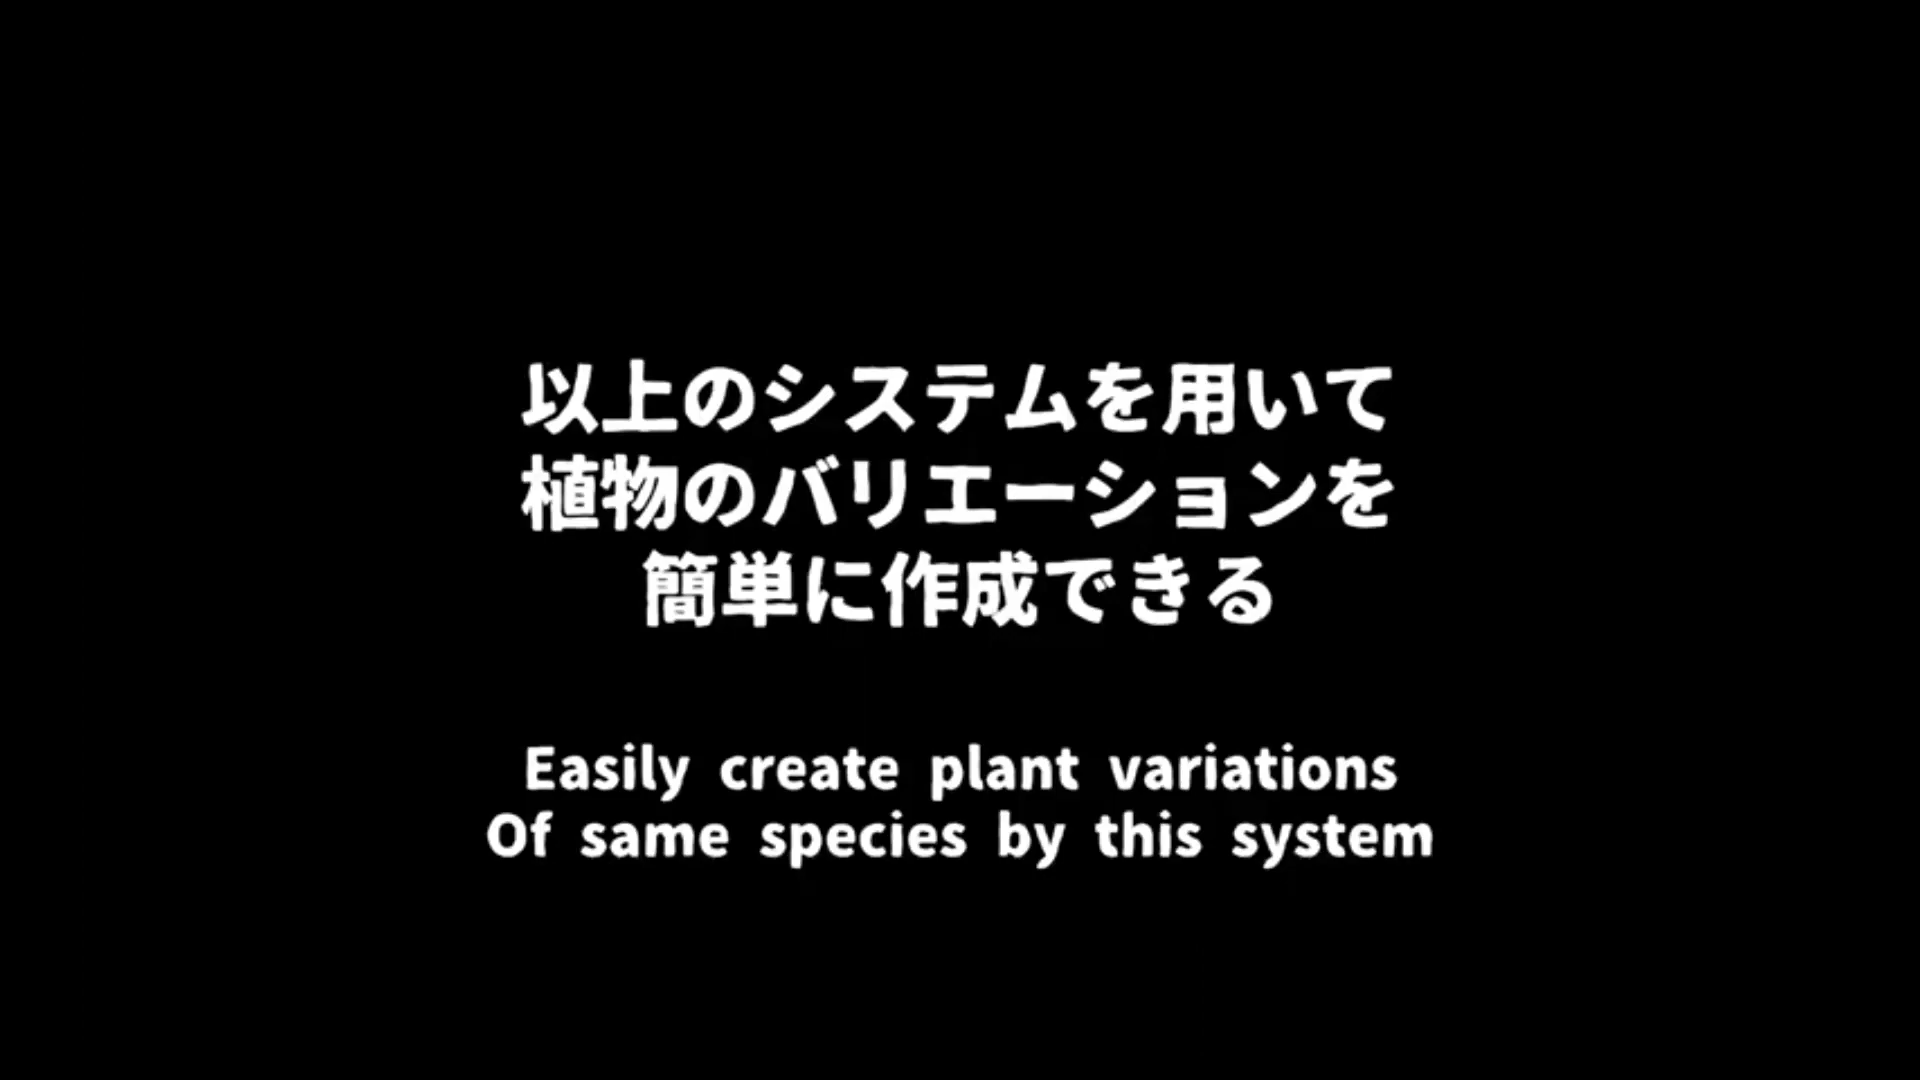 以上のシステムを用いて
植物のバリエーションを
簡単に作成できる
Easily create plant variations
Of same species by this system